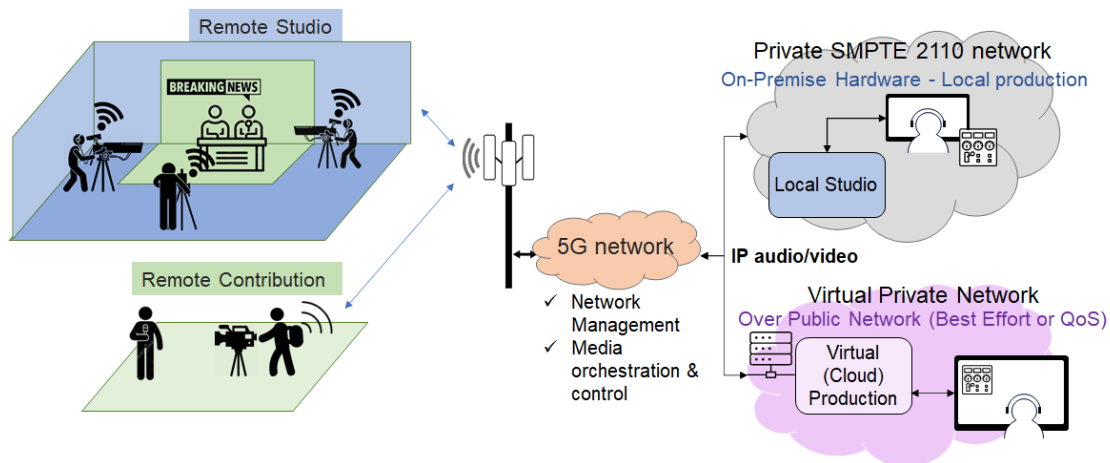 Remote Studio
BREAKING NEWS
Remote Contribution
5G network
✓ Network
Management
✓ Media
orchestration &
control
IP audio/video
Private SMPTE 2110 network
On-Premise Hardware - Local production
Local Studio
Virtual Private Network
Over Public Network (Best Effort or QoS)
Virtual
(Cloud)
Production